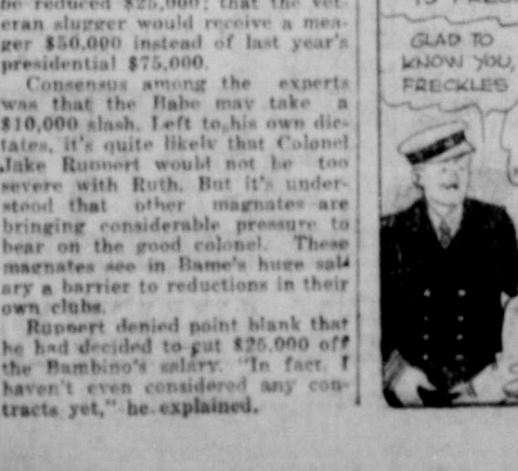 be reduced $25,000; that the vet-
eran slugger would receive a mea-
ger $50,000 instead of last year's
presidential $75,000.
Consensus among the experts
was that the Babe may take a
$10,000 slash. Left to his own dic-
tates, it's quite likely that Colonel
Jake Ruppert would not be too
severe with Ruth. But it's under-
stood that other magnates are
bringing considerable pressure to
bear on the good colonel. These
magnates see in Bame's huge sal-
ary a barrier to reductions in their
own clubs.
Ruppert denied point blank that
he had decided to cut $25,000 off
the Bambino's salary. "In fact, I
haven't even considered any con-
tracts yet," he explained.
GLAD TO
KNOW YOU,
FRECKLES